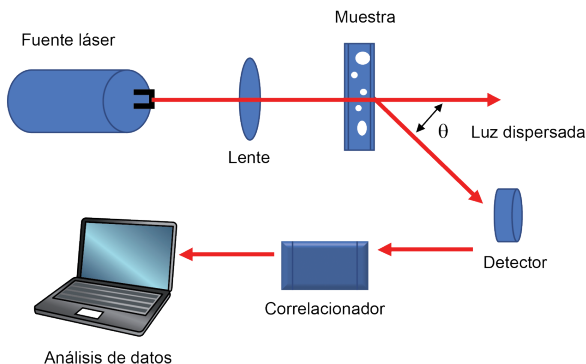 Muestra
Fuente láser
Lente
θ
Luz dispersada
Detector
Correlacionador
Análisis de datos